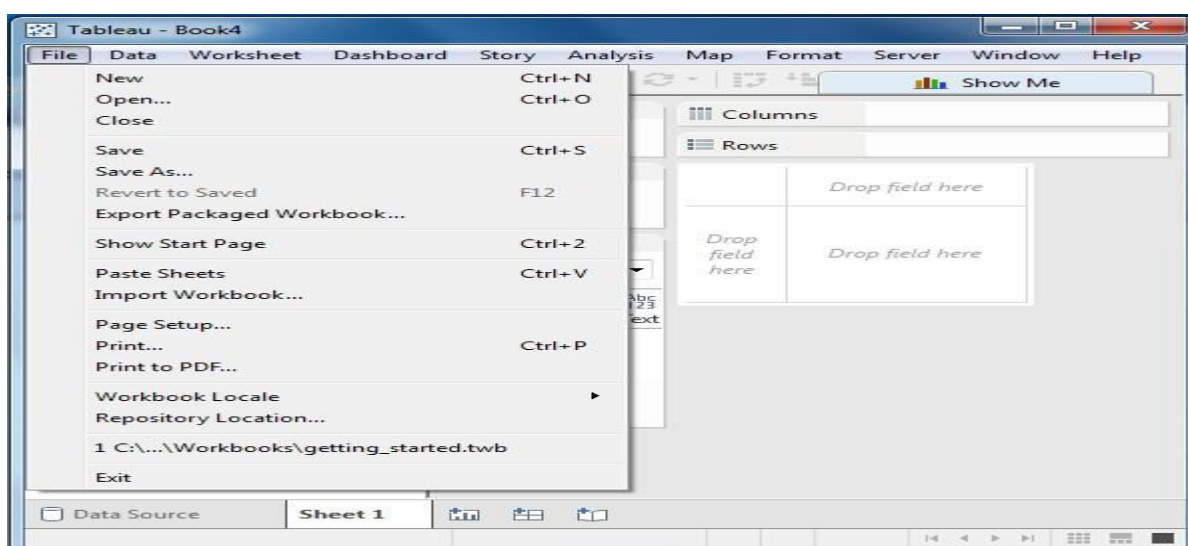 Tableau - Book4
File Data Worksheet Dashboard Story Analysis Map Format Server Window Help
New Ctrl+N
Show Me
Open... Ctrl+O
Close
Columns
Save Ctrl+S
Rows
Save As...
Revert to Saved F12
Drop field here
Export Packaged Workbook...
Show Start Page Ctrl+2
Drop
field
here
Drop field here
Paste Sheets Ctrl+V
Import Workbook...
Abc
123
Page Setup...
ext
Print... Ctrl+P
Print to PDF...
Workbook Locale
Repository Location...
1 C:\...\Workbooks\getting_started.twb
Exit
Data Source Sheet 1